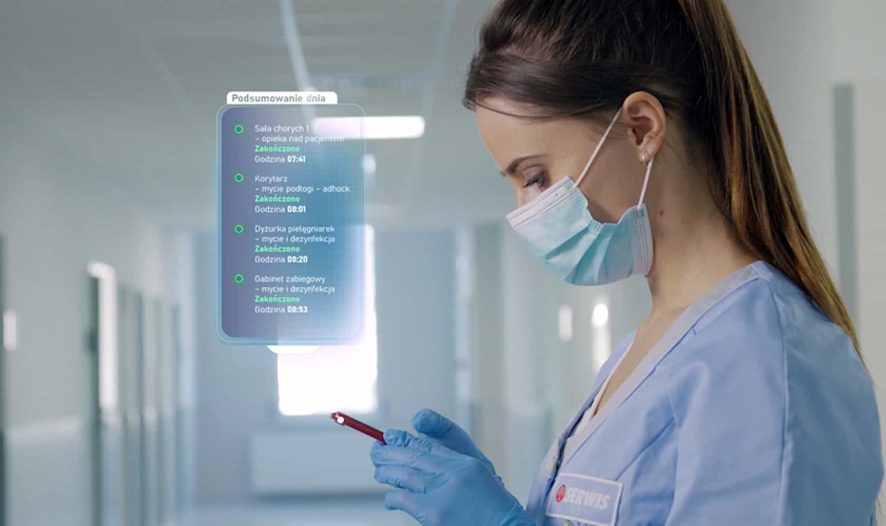 Podsumowanie dnia
Sala chorych 1
– opieka nad pacjentem
Zakończone
Godzina 07:41
Korytarz
– mycie podłogi – adhock
Zakończone
Godzina 08:01
Dyżurka pielęgniarek
– mycie i dezynfekcja
Zakończone
Godzina 08:20
Gabinet zabiegowy
– mycie i dezynfekcja
Zakończone
Godzina 08:53
SERWIS